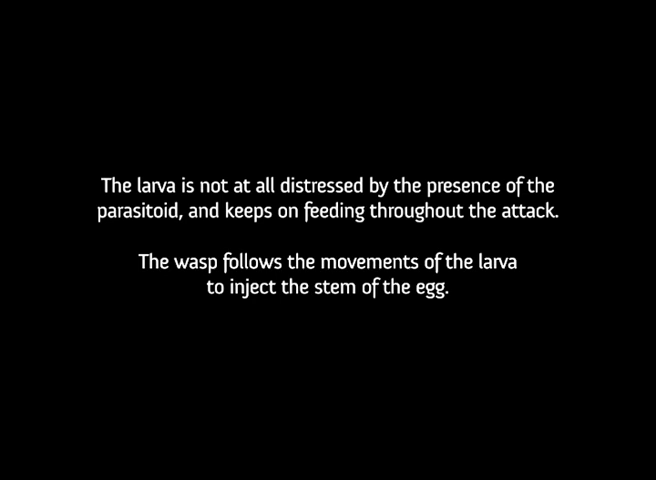 The larva is not at all distressed by the presence of the
parasitoid, and keeps on feeding throughout the attack.
The wasp follows the movements of the larva
to inject the stem of the egg.